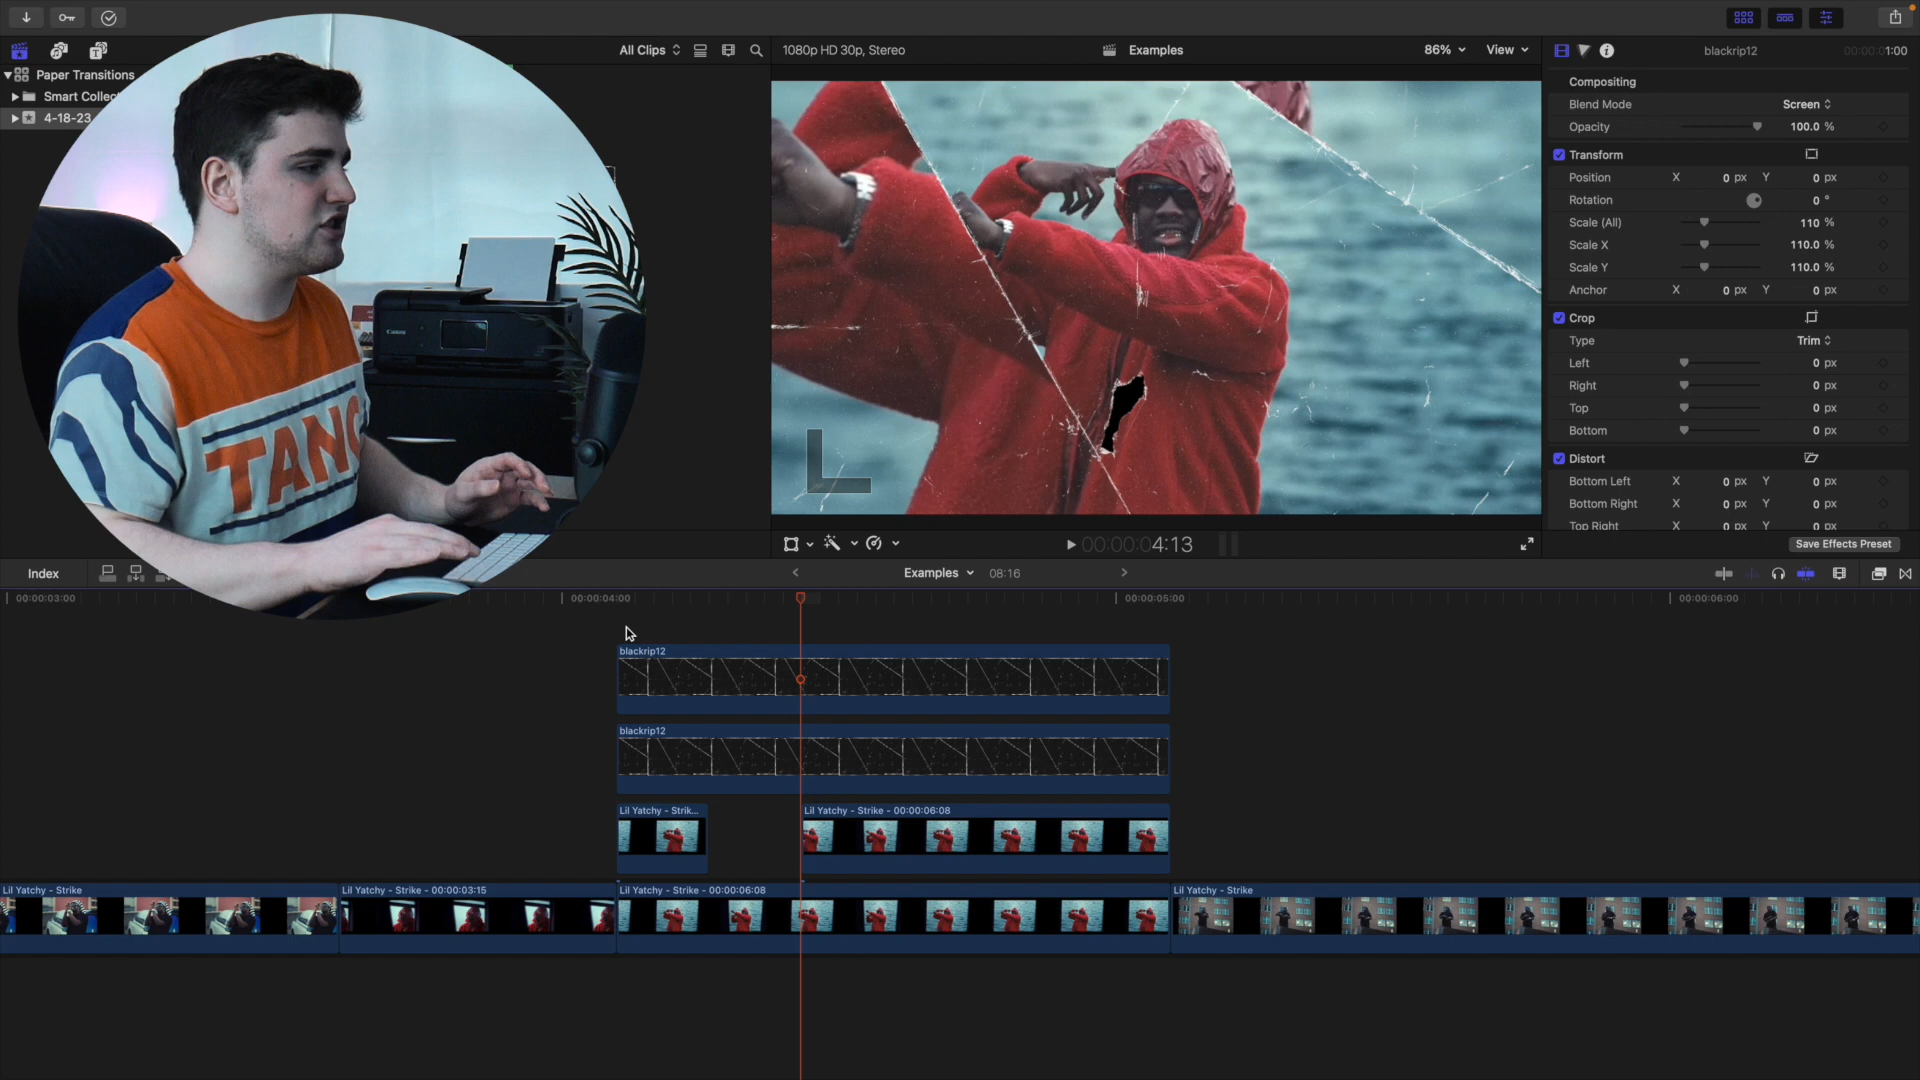 All Clips
1080p HD 30p, Stereo
Examples
86%
View
blackrip12
00:00:01:00
Paper Transitions
Smart Collec
4-18-23
Canon
TANG
Compositing
Blend Mode Screen
Opacity 100.0 %
Transform
Position X 0 px Y 0 px
Rotation 0 °
Scale (All) 110 %
Scale X 110.0 %
Scale Y 110.0 %
Anchor X 0 px Y 0 px
Crop
Type Trim
Left 0 px
Right 0 px
Top 0 px
Bottom 0 px
Distort
Bottom Left X 0 px Y 0 px
Bottom Right X 0 px Y 0 px
Top Right X 0 px Y 0 px
00:00:04:13
Save Effects Preset
Index
Examples 08:16
00:00:03:00
00:00:04:00
00:00:05:00
00:00:06:00
blackrip12
blackrip12
Lil Yatchy - Strik...
Lil Yatchy - Strike - 00:00:06:08
Lil Yatchy - Strike
Lil Yatchy - Strike - 00:00:03:15
Lil Yatchy - Strike - 00:00:06:08
Lil Yatchy - Strike